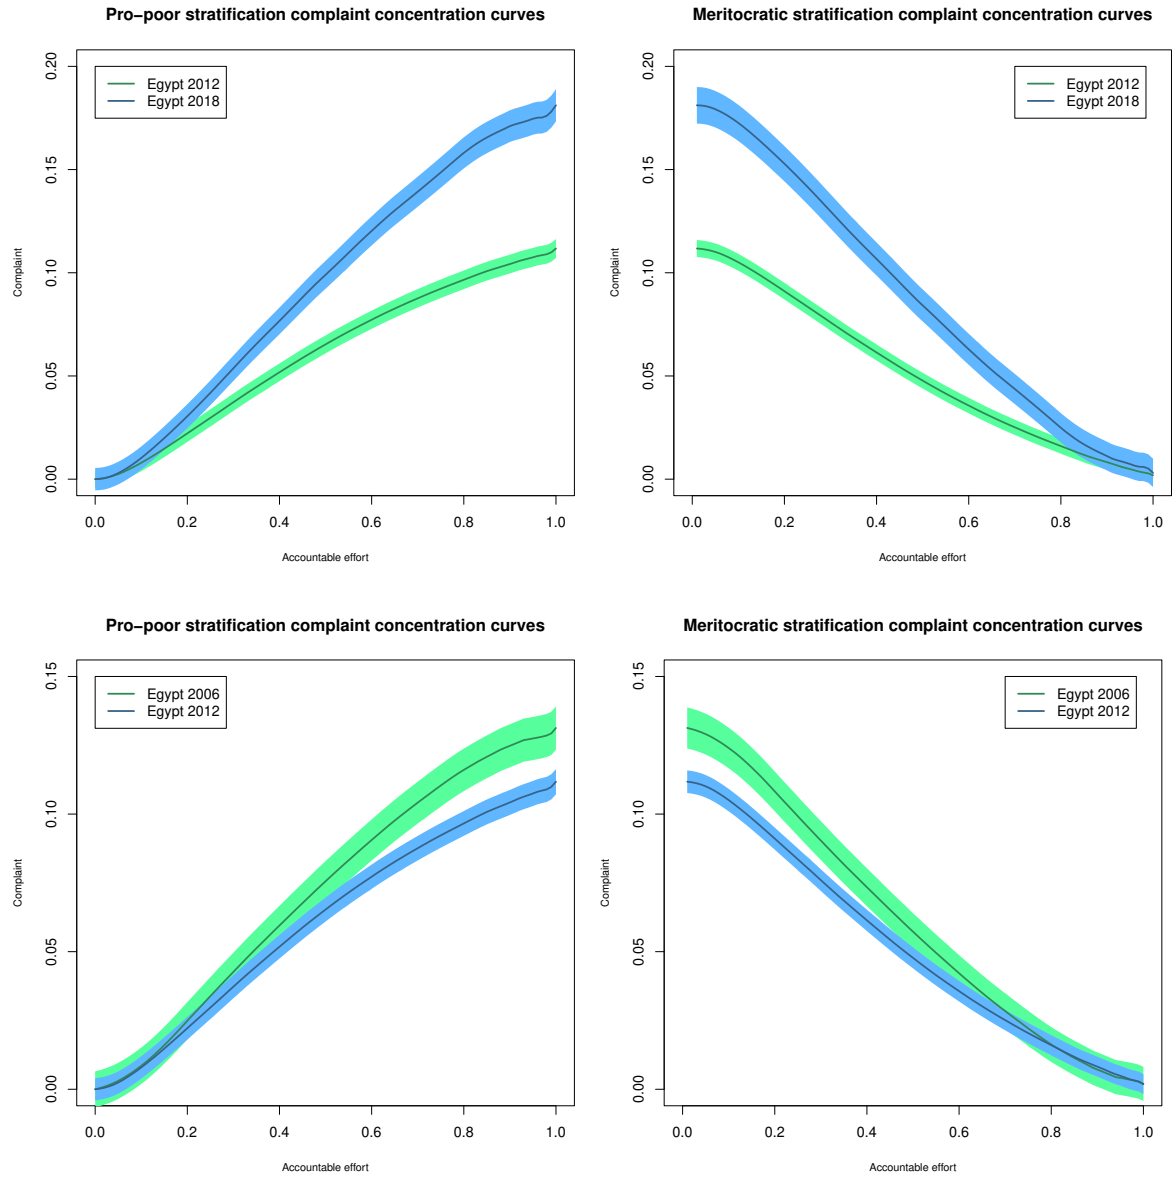 Pro−poor stratification complaint concentration curves
0.20
0.15
0.10
0.05
0.00
Complaint
Egypt 2012
Egypt 2018
0.0 0.2 0.4 0.6 0.8 1.0
Accountable effort
Meritocratic stratification complaint concentration curves
0.20
0.15
0.10
0.05
0.00
Complaint
Egypt 2012
Egypt 2018
0.0 0.2 0.4 0.6 0.8 1.0
Accountable effort
Pro−poor stratification complaint concentration curves
0.15
0.10
0.05
0.00
Complaint
Egypt 2006
Egypt 2012
0.0 0.2 0.4 0.6 0.8 1.0
Accountable effort
Meritocratic stratification complaint concentration curves
0.15
0.10
0.05
0.00
Complaint
Egypt 2006
Egypt 2012
0.0 0.2 0.4 0.6 0.8 1.0
Accountable effort